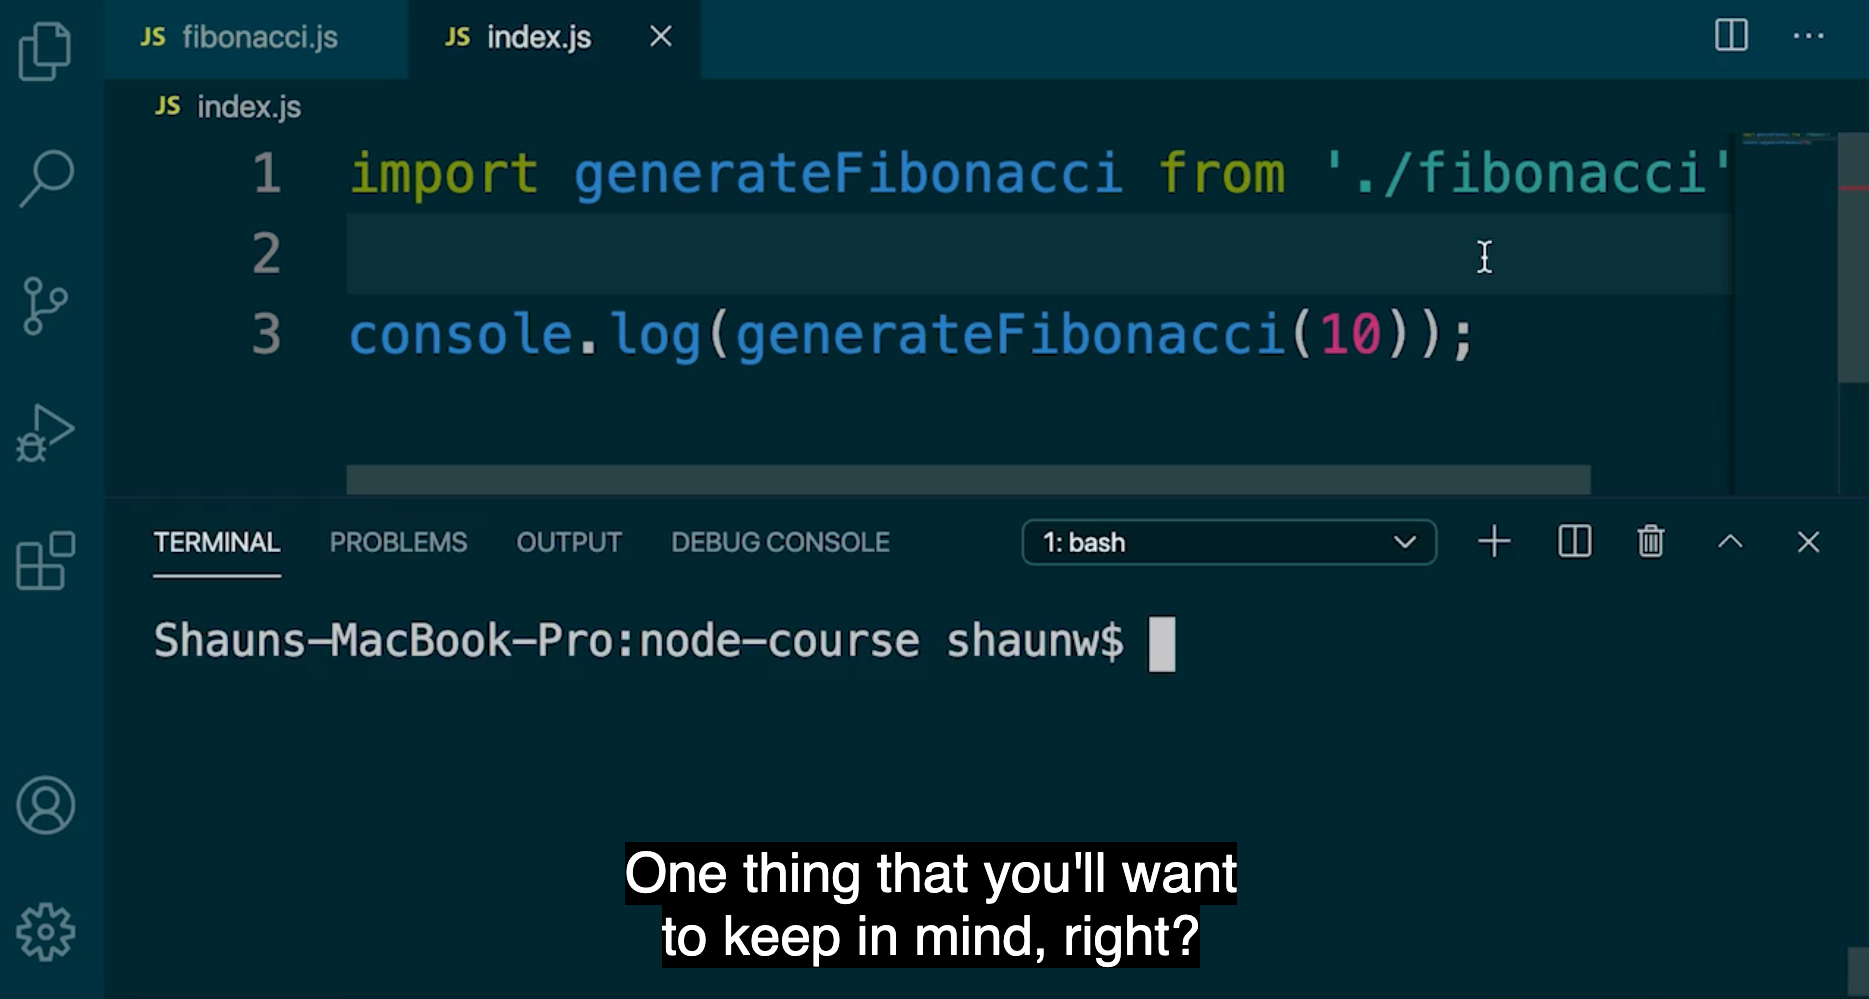 JS fibonacci.js
JS index.js
JS index.js
1 import generateFibonacci from './fibonacci'
2
3 console.log(generateFibonacci(10));
TERMINAL PROBLEMS OUTPUT DEBUG CONSOLE 1: bash
Shauns-MacBook-Pro:node-course shaunw$
One thing that you'll want
to keep in mind, right?